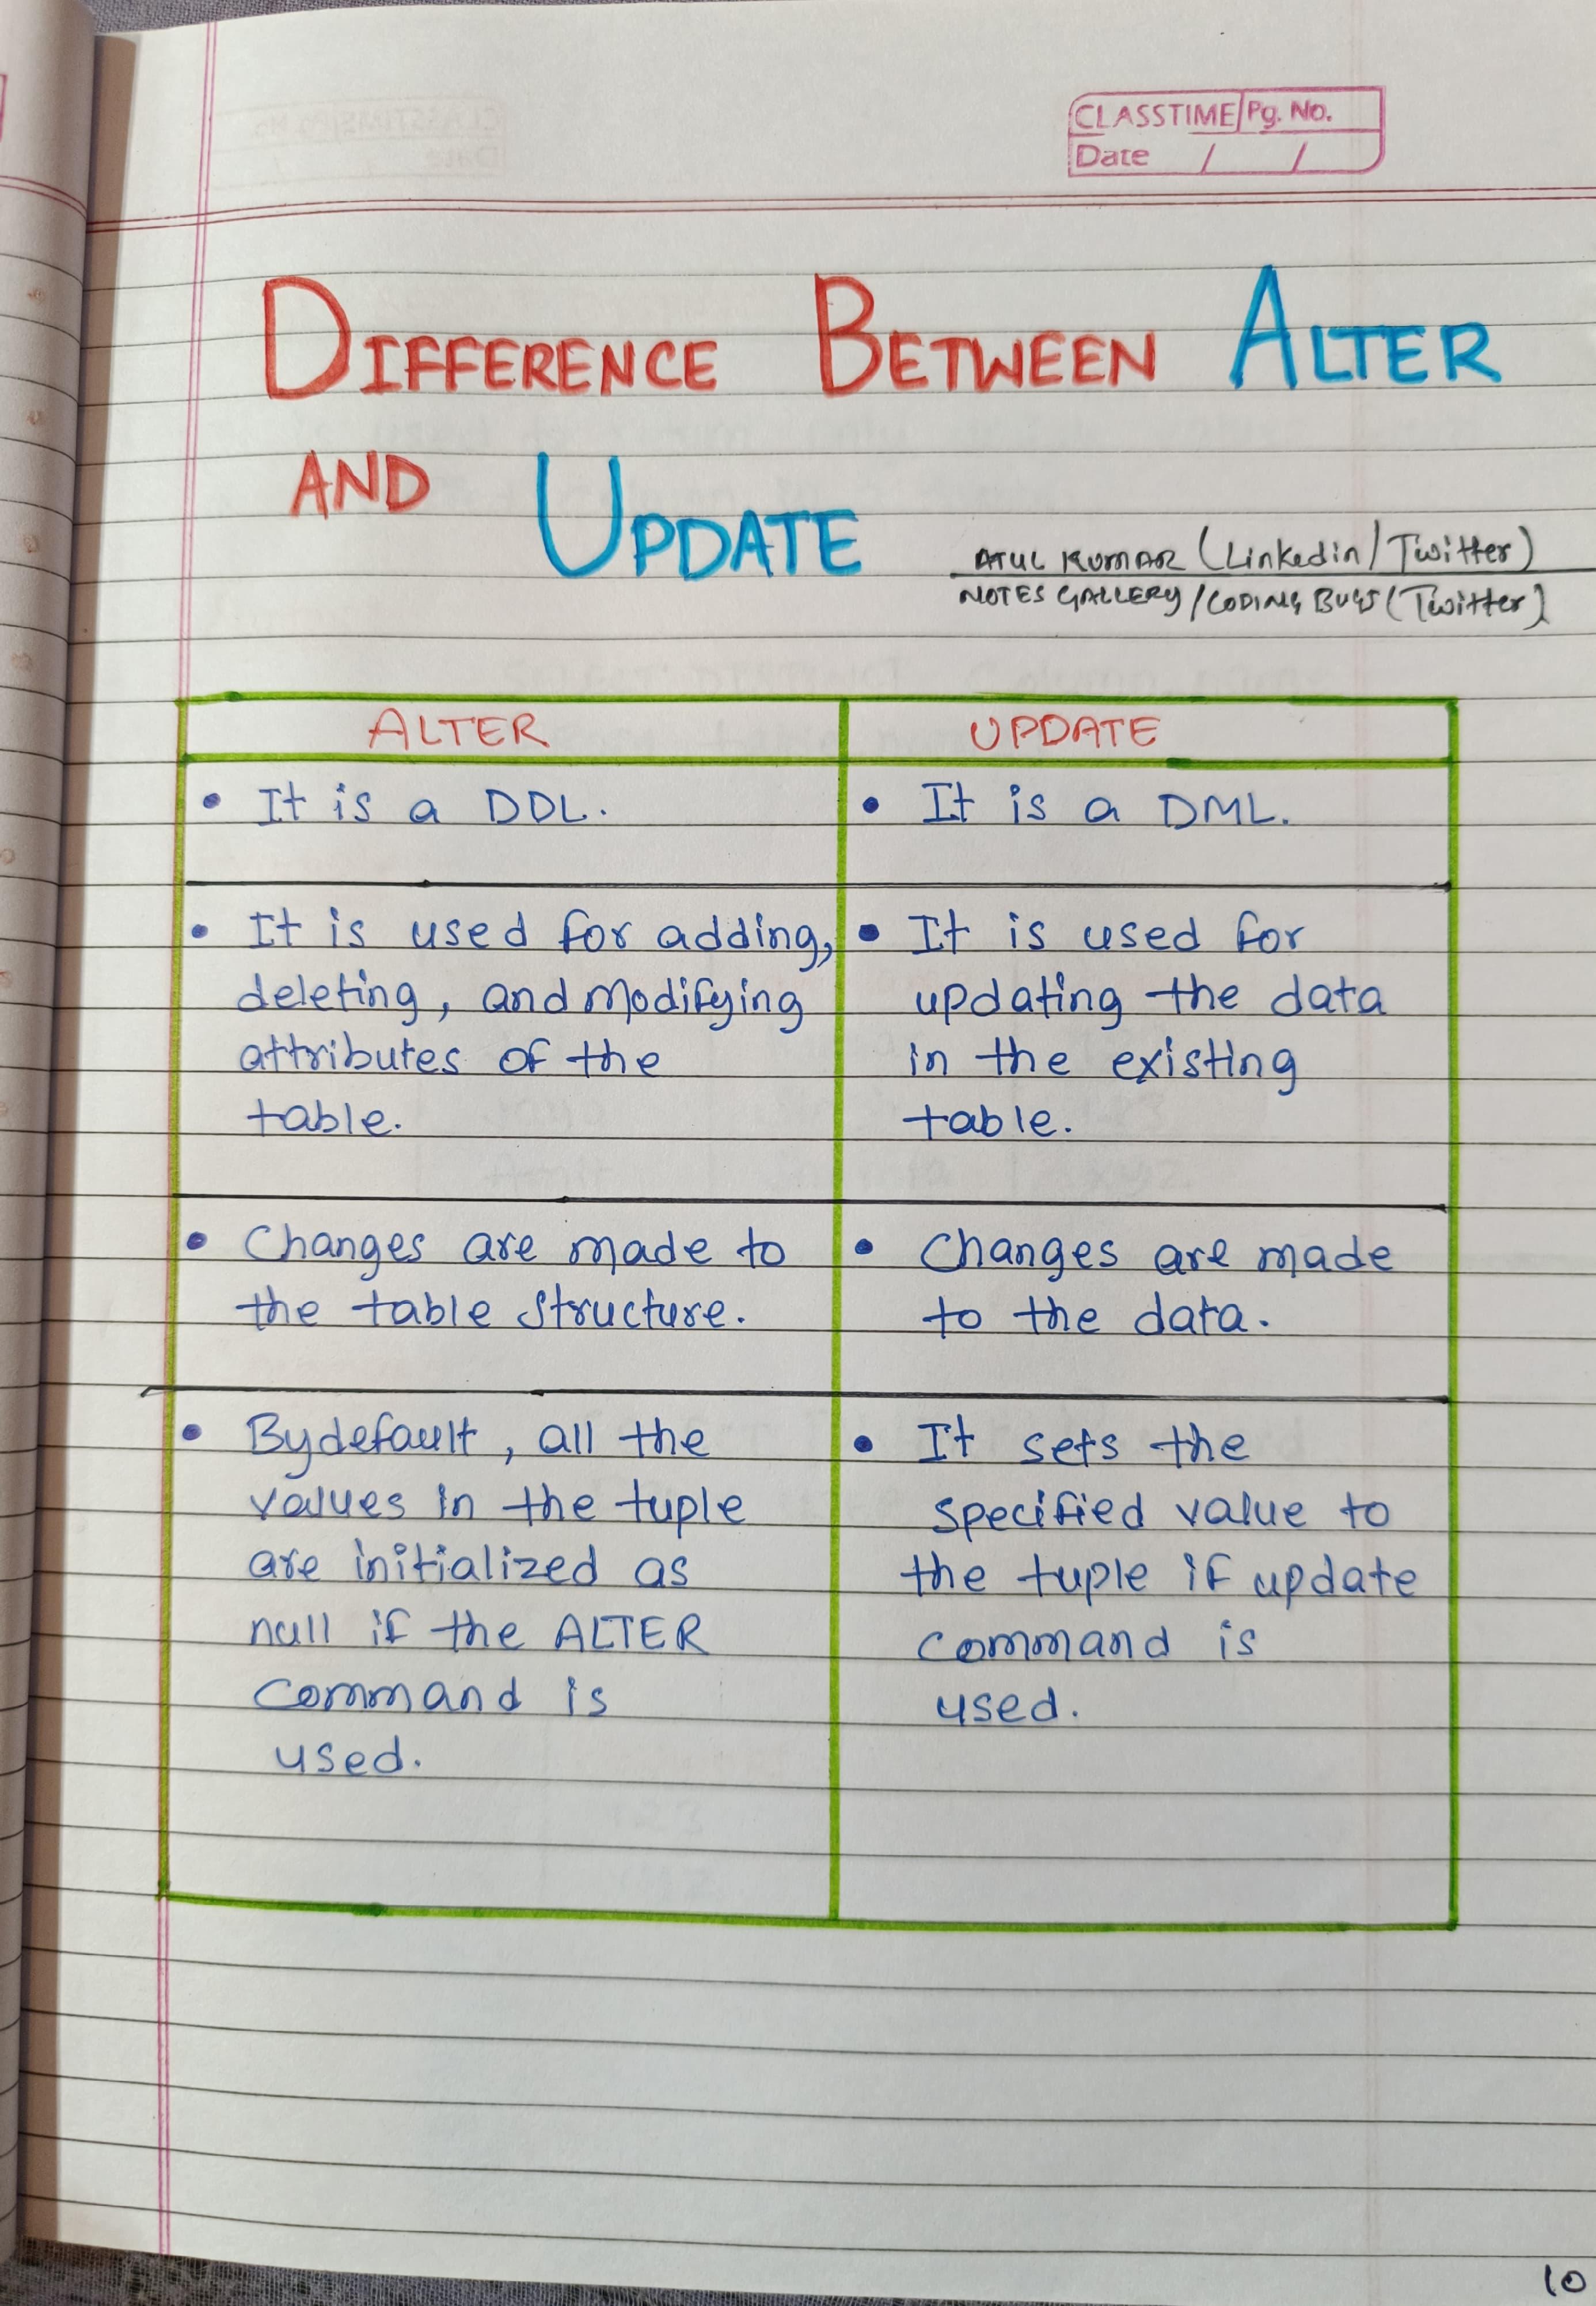 CLASSTIME Pg. No.
Date / /
DIFFERENCE BETWEEN ALTER
AND UPDATE
ATUL KUMAR (Linkedin/Twitter)
NOTES GALLERY/CODING BUGS (Twitter)
ALTER
• It is a DDL.
• It is used for adding,
deleting, and modifying
attributes of the
table.
• Changes are made to
the table structure.
• Bydefault, all the
values in the tuple
are initialized as
null if the ALTER
Command is
used.
UPDATE
• It is a DML.
• It is used for
updating the data
in the existing
table.
• Changes are made
to the data.
• It sets the
specified value to
the tuple if update
command is
used.
10